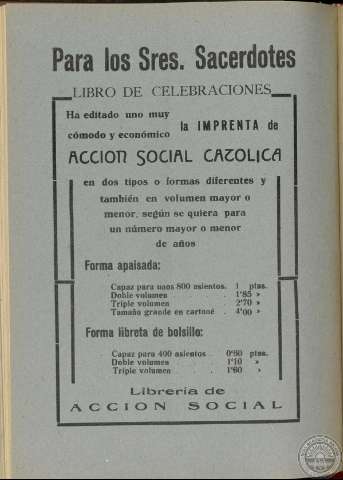 Para los Sres. Sacerdotes
LIBRO DE CELEBRACIONES
Ha editado uno muy
cómodo y económico la IMPRENTA de
ACCION SOCIAL CATOLICA
en dos tipos o formas diferentes y
también en volumen mayor o
menor, según se quiera para
un número mayor o menor
de años
Forma apaisada:
Capaz para unos 800 asientos. 1 ptas.
Doble volumen . . . 1'85 »
Triple volumen . . . 2'70 »
Tamaño grande en cartoné . 4'00 »
Forma libreta de bolsillo:
Capaz para 400 asientos . . 0'60 ptas.
Doble volumen . . . 1'10 »
Triple volumen . . . 1'60 »
Librería de
ACCION SOCIAL